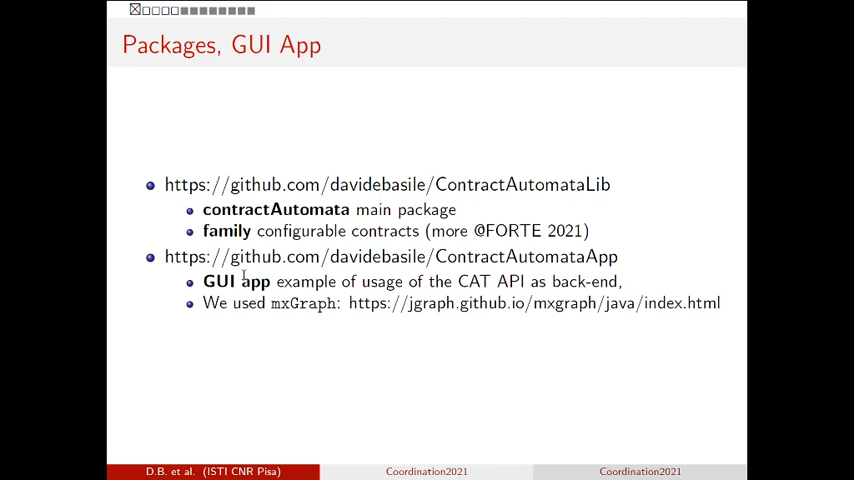 Packages, GUI App
https://github.com/davidebasile/ContractAutomataLib
contractAutomata main package
family configurable contracts (more @FORTE 2021)
https://github.com/davidebasile/ContractAutomataApp
GUI app example of usage of the CAT API as back-end,
We used mxGraph: https://jgraph.github.io/mxgraph/java/index.html
D.B. et al. (ISTI CNR Pisa) Coordination2021 Coordination2021